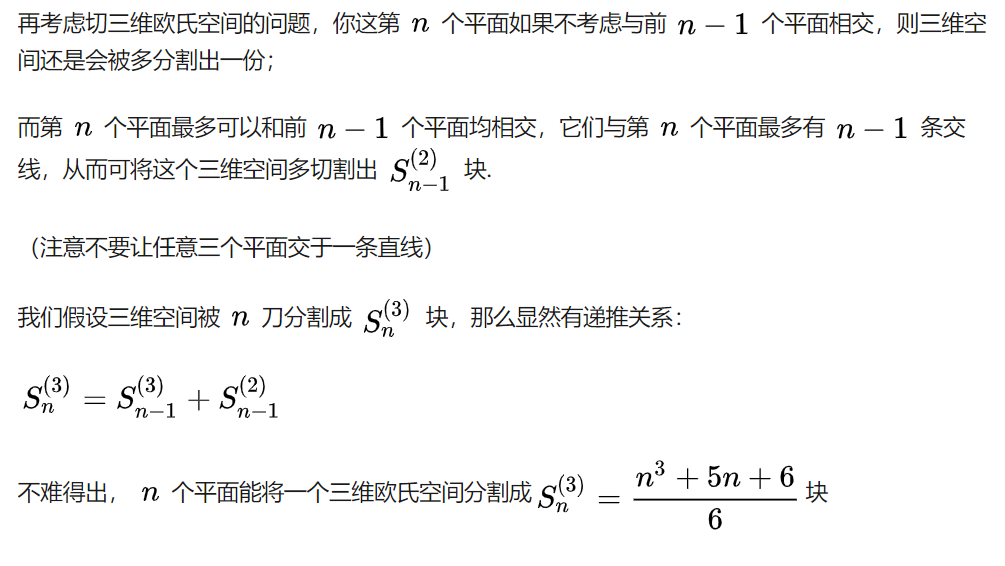 再考虑切三维欧氏空间的问题，你这第 n 个平面如果不考虑与前 n − 1 个平面相交，则三维空
间还是会被多分割出一份；
而第 n 个平面最多可以和前 n − 1 个平面均相交，它们与第 n 个平面最多有 n − 1 条交
线，从而可将这个三维空间多切割出 $S_{n-1}^{(2)}$ 块.
（注意不要让任意三个平面交于一条直线）
我们假设三维空间被 n 刀分割成 $S_n^{(3)}$ 块，那么显然有递推关系：
$S_n^{(3)} = S_{n-1}^{(3)} + S_{n-1}^{(2)}$
不难得出， n 个平面能将一个三维欧氏空间分割成 $S_n^{(3)} = \frac{n^3 + 5n + 6}{6}$ 块